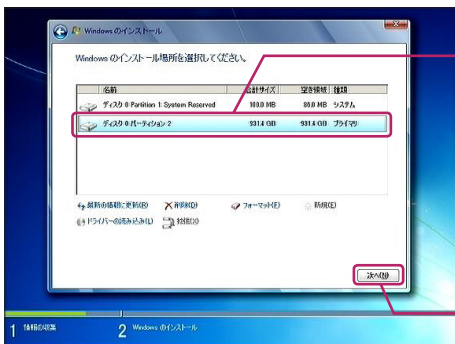 Windows のインストール
Windows のインストール場所を選択してください。
名前 合計サイズ 空き領域 種類
ディスク 0 Partition 1: System Reserved 100.0 MB 86.0 MB システム
ディスク 0 パーティション 2 931.4 GB 931.4 GB プライマリ
最新の情報に更新(R) 削除(D) フォーマット(F) 新規(E)
ドライバーの読み込み(L) 拡張(X)
次へ(N)
1 情報の収集 2 Windows のインストール